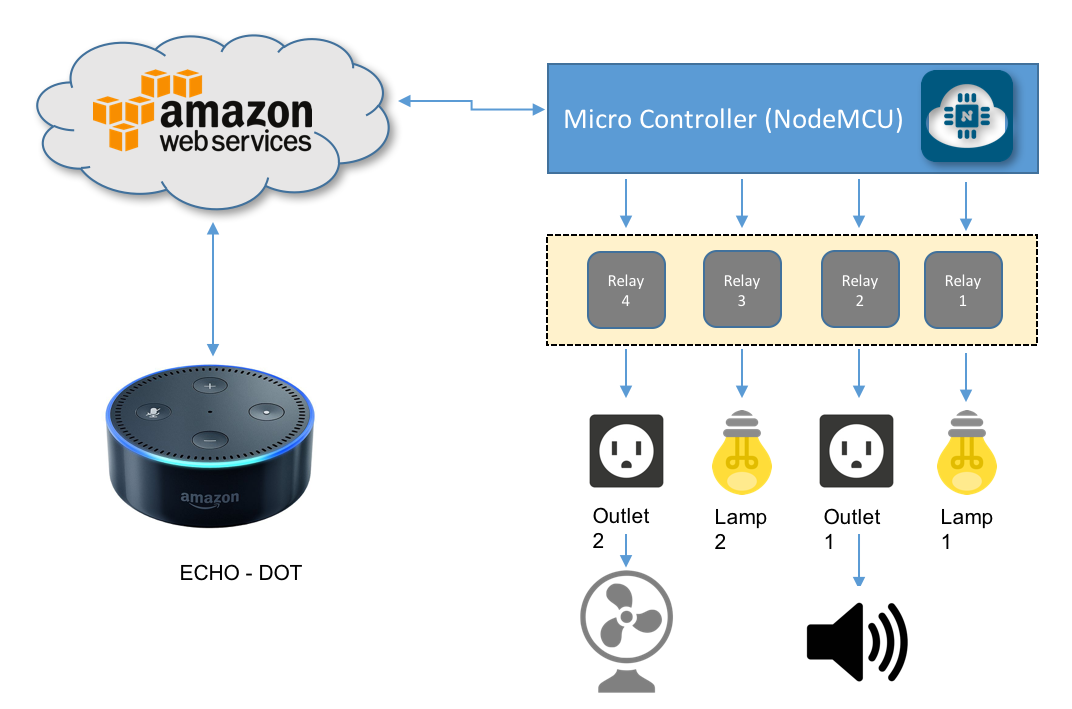 amazon
web services
Micro Controller (NodeMCU)
N
Relay
4
Relay
3
Relay
2
Relay
1
amazon
Outlet
2
Lamp
2
Outlet
1
Lamp
1
ECHO - DOT